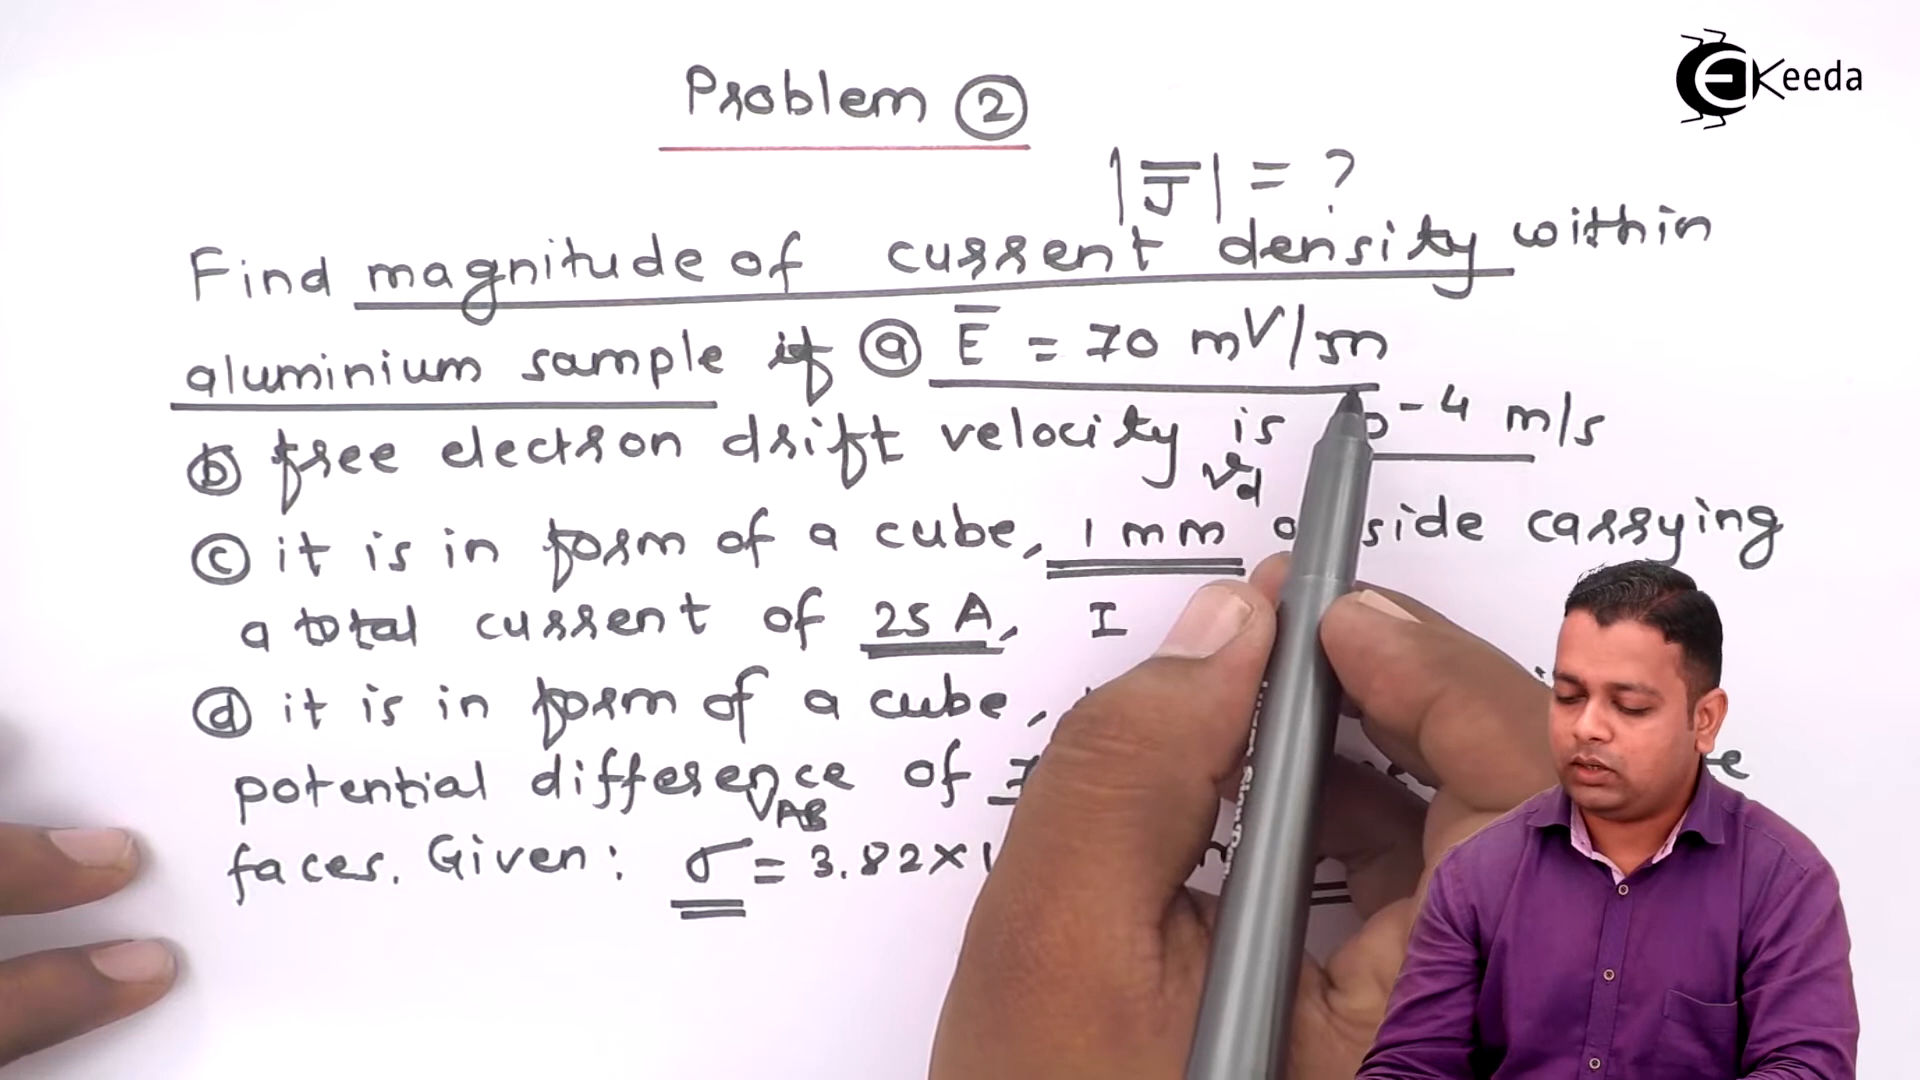 EKeeda
Problem ②
|J̅| = ?
Find magnitude of current density within
aluminium sample if ⓐ E̅ = 70 mV/m
ⓑ free electron drift velocity is -4 m/s
Vd
ⓒ it is in form of a cube, 1 mm side carrying
a total current of 25 A, I
ⓓ it is in form of a cube,
potential difference of
VAB
faces. Given: σ = 3.82×1